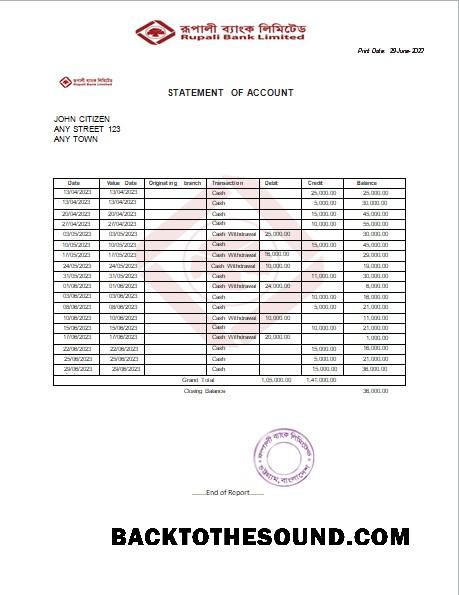 রূপালী ব্যাংক লিমিটেড
Rupali Bank Limited
Print Date: 29-June-2022
রূপালী ব্যাংক লিমিটেড
Rupali Bank Limited
STATEMENT OF ACCOUNT
JOHN CITIZEN
ANY STREET 123
ANY TOWN
Date Value Date Originating branch Transaction Debit Credit Balance
13/04/2023 13/04/2023 Cash 25,000.00 25,000.00
13/04/2023 13/04/2023 Cash 5,000.00 30,000.00
20/04/2023 20/04/2023 Cash 15,000.00 45,000.00
27/04/2023 27/04/2023 Cash 10,000.00 55,000.00
03/05/2023 03/05/2023 Cash Withdrawal 25,000.00 30,000.00
10/05/2023 10/05/2023 Cash 15,000.00 45,000.00
17/05/2023 17/05/2023 Cash Withdrawal 16,000.00 29,000.00
24/05/2023 24/05/2023 Cash Withdrawal 10,000.00 19,000.00
31/05/2023 31/05/2023 Cash 11,000.00 30,000.00
01/06/2023 01/06/2023 Cash Withdrawal 24,000.00 6,000.00
03/06/2023 03/06/2023 Cash 10,000.00 16,000.00
08/06/2023 08/06/2023 Cash 5,000.00 21,000.00
10/06/2023 10/06/2023 Cash Withdrawal 10,000.00 11,000.00
15/06/2023 15/06/2023 Cash 10,000.00 21,000.00
17/06/2023 17/06/2023 Cash Withdrawal 20,000.00 1,000.00
22/06/2023 22/06/2023 Cash 15,000.00 16,000.00
25/06/2023 25/06/2023 Cash 5,000.00 21,000.00
29/06/2023 29/06/2023 Cash 15,000.00 36,000.00
Grand Total 1,05,000.00 1,41,000.00
Closing Balance 36,000.00
রূপালী ব্যাংক লিমিটেড
চট্টগ্রাম, বাংলাদেশ
.......End of Report.......
BACKTOTHESOUND.COM